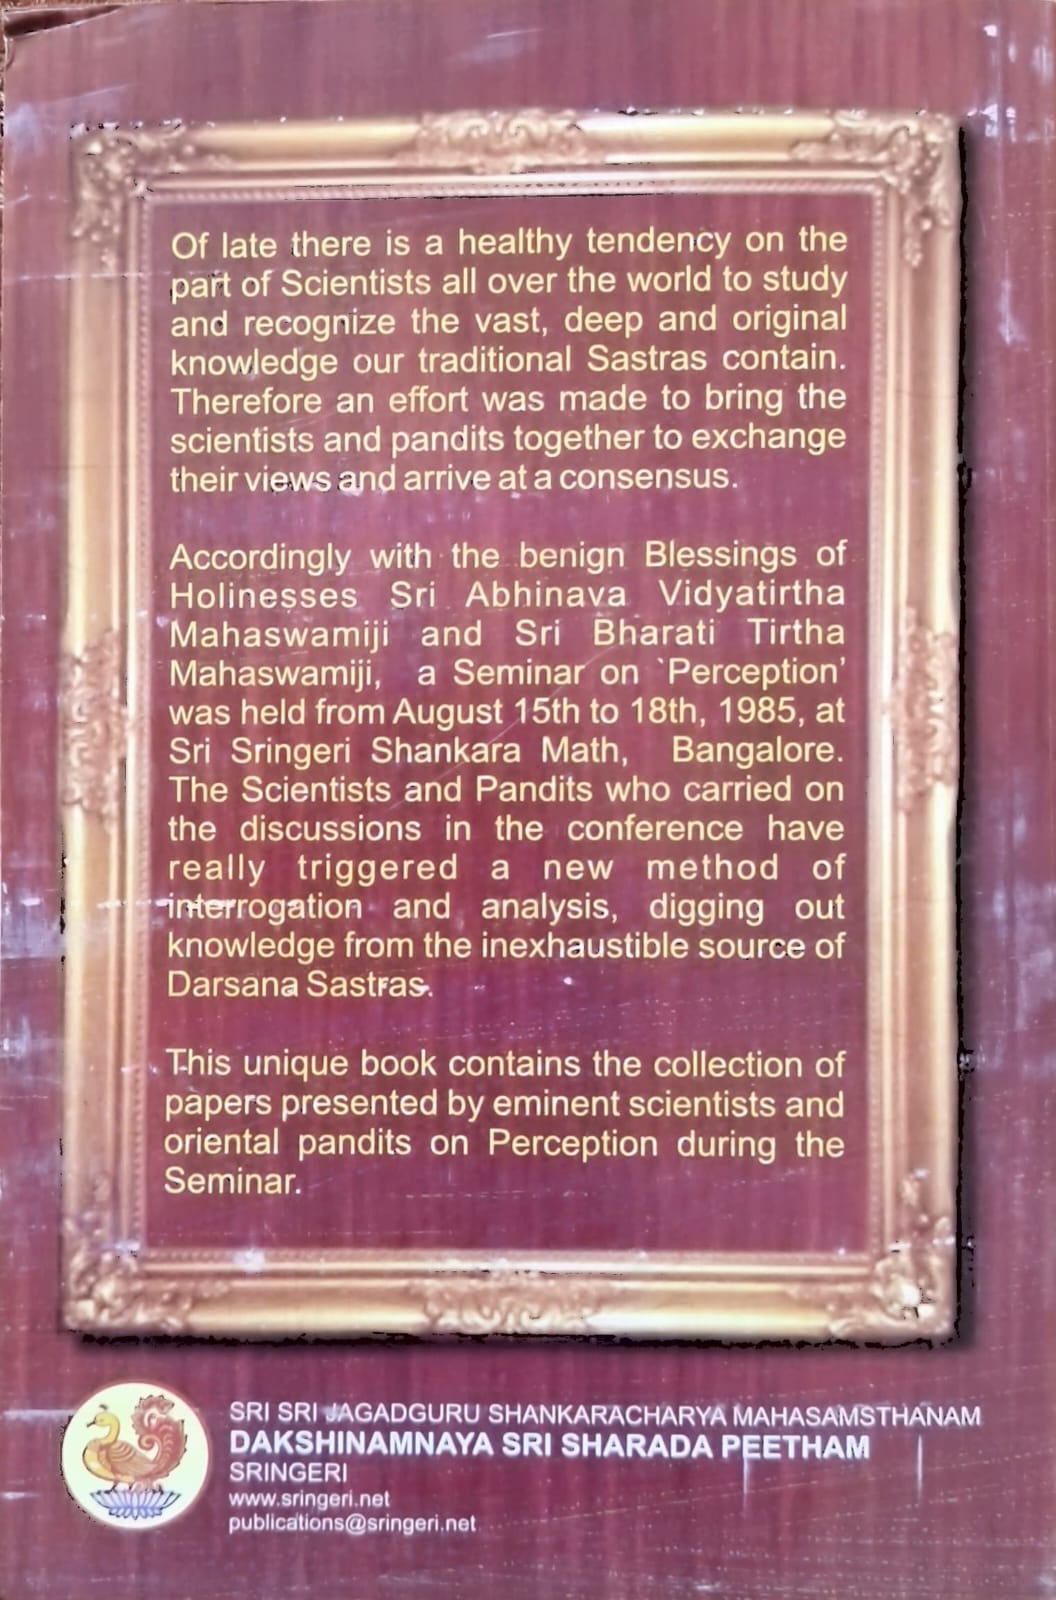 Of late there is a healthy tendency on the
part of Scientists all over the world to study
and recognize the vast, deep and original
knowledge our traditional Sastras contain.
Therefore an effort was made to bring the
scientists and pandits together to exchange
their views and arrive at a consensus.
Accordingly with the benign Blessings of
Holinesses Sri Abhinava Vidyatirtha
Mahaswamiji and Sri Bharati Tirtha
Mahaswamiji, a Seminar on `Perception'
was held from August 15th to 18th, 1985, at
Sri Sringeri Shankara Math, Bangalore.
The Scientists and Pandits who carried on
the discussions in the conference have
really triggered a new method of
interrogation and analysis, digging out
knowledge from the inexhaustible source of
Darsana Sastras.
This unique book contains the collection of
papers presented by eminent scientists and
oriental pandits on Perception during the
Seminar.
SRI SRI JAGADGURU SHANKARACHARYA MAHASAMSTHANAM
DAKSHINAMNAYA SRI SHARADA PEETHAM
SRINGERI
www.sringeri.net
publications@sringeri.net